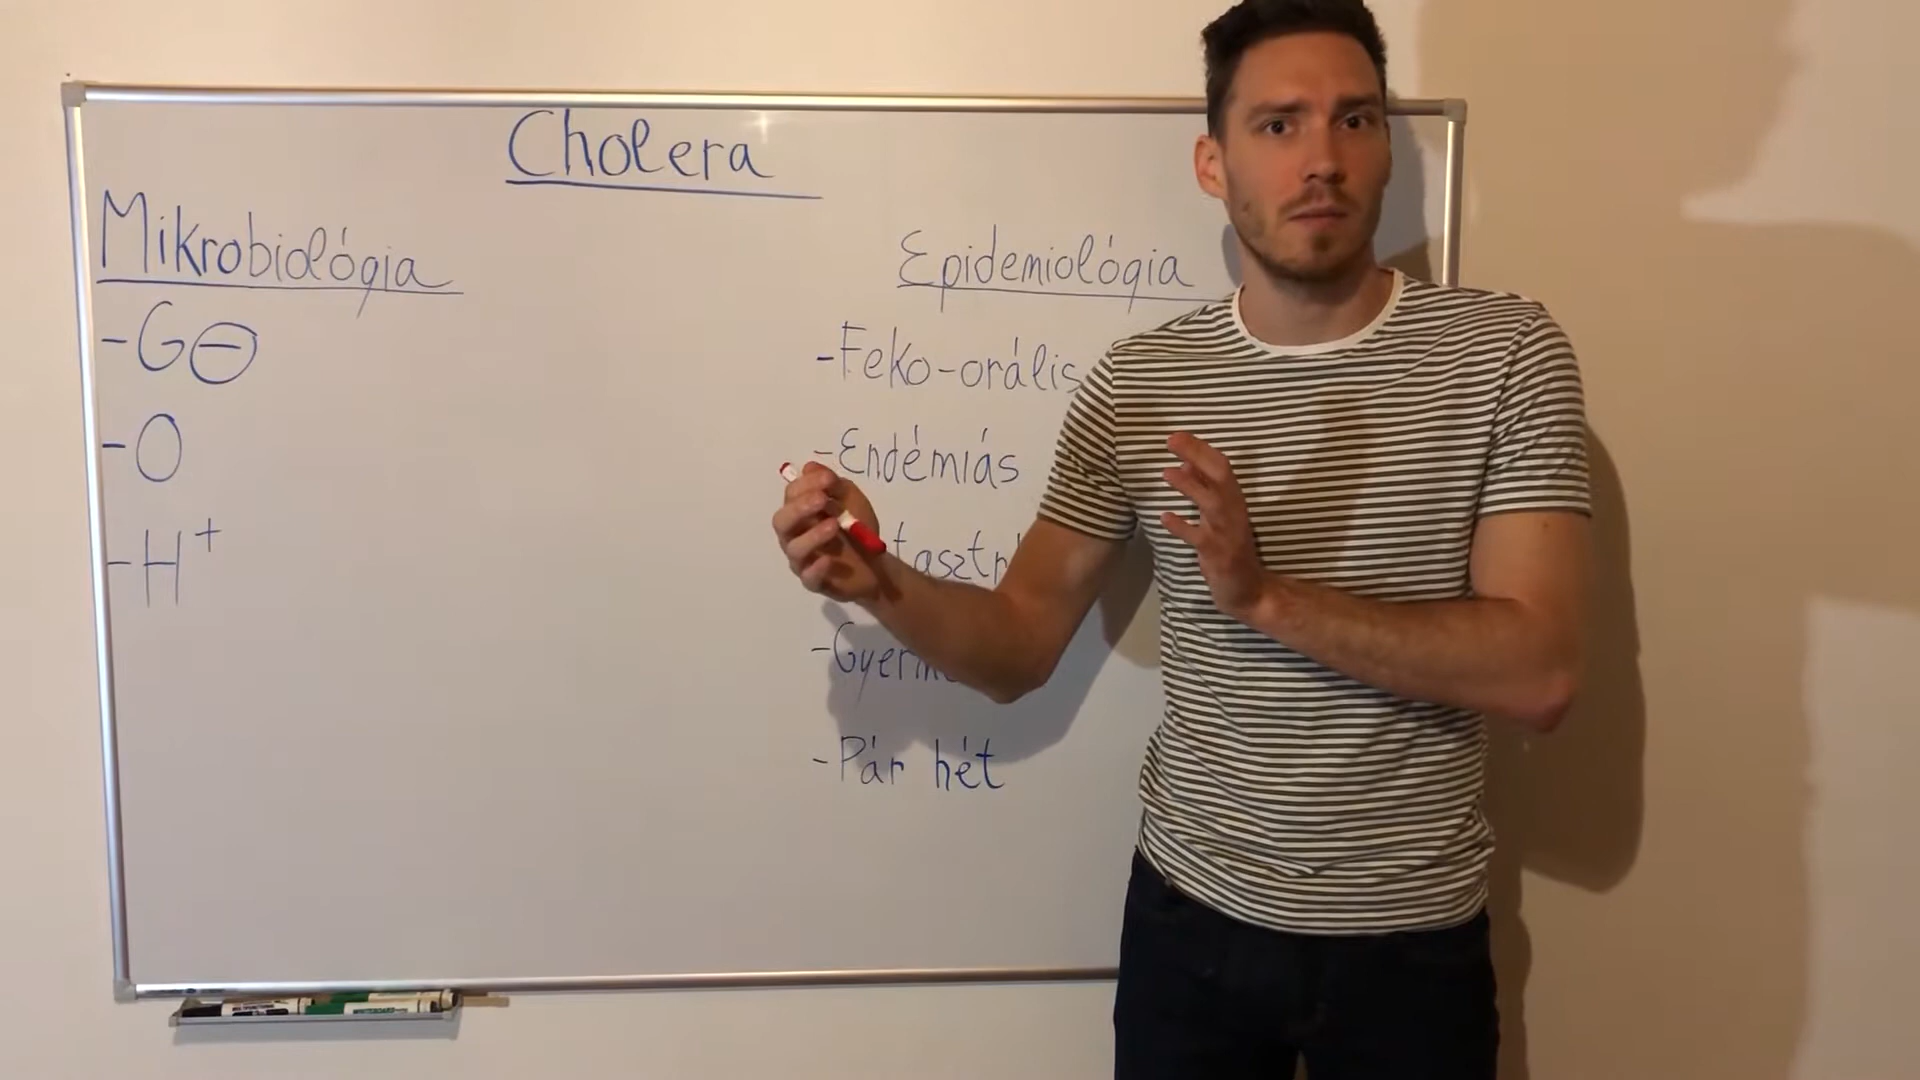 Cholera
Mikrobiológia
-G⊖
-O
-H⁺
Epidemiológia
-Feko-orális
-Endémiás
-Pár hét